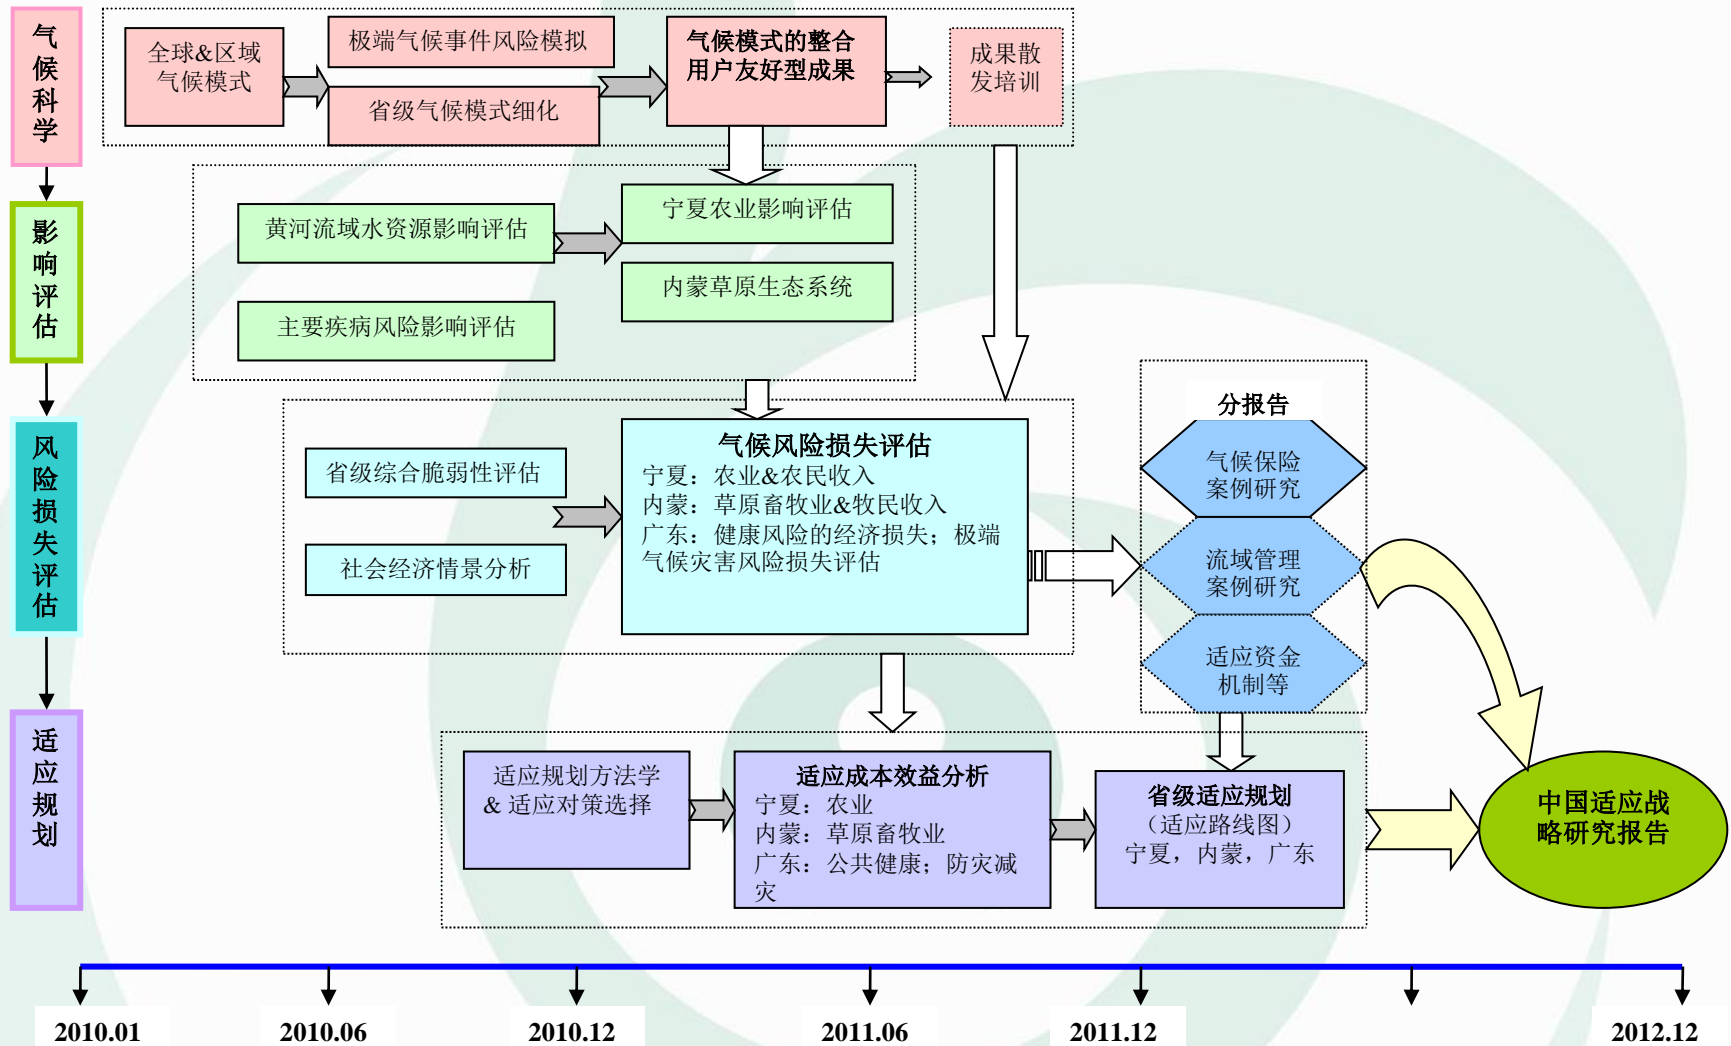 气候科学
全球&区域
气候模式
极端气候事件风险模拟
省级气候模式细化
气候模式的整合
用户友好型成果
成果散
发培训
影响评估
黄河流域水资源影响评估
主要疾病风险影响评估
宁夏农业影响评估
内蒙草原生态系统
风险损失评估
省级综合脆弱性评估
社会经济情景分析
气候风险损失评估
宁夏：农业&农民收入
内蒙：草原畜牧业&牧民收入
广东：健康风险的经济损失；极端
气候灾害风险损失评估
分报告
气候保险
案例研究
流域管理
案例研究
适应资金
机制等
适应规划
适应规划方法学
& 适应对策选择
适应成本效益分析
宁夏：农业
内蒙：草原畜牧业
广东：公共健康；防灾减
灾
省级适应规划
（适应路线图）
宁夏，内蒙，广东
中国适应战
略研究报告
2010.01
2010.06
2010.12
2011.06
2011.12
2012.12